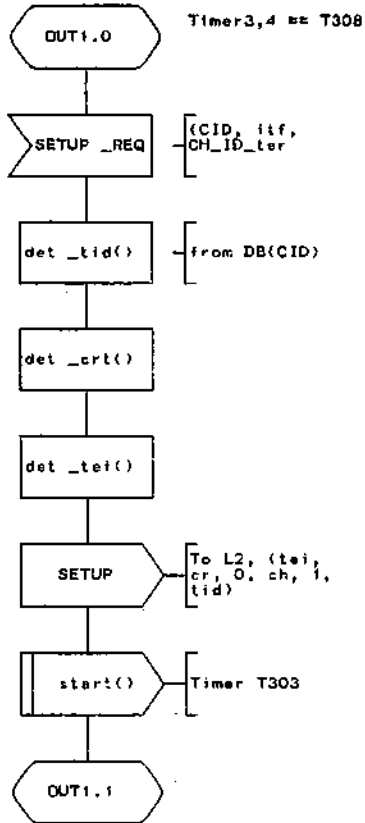 Timer3,4 == T308
OUT1.0
SETUP _REQ
(CID, itf,
CH_ID_ter
det _tid()
from DB(CID)
det _crt()
det _tei()
SETUP
To L2, (tei,
cr, 0, ch, 1,
tid)
start()
Timer T303
OUT1.1